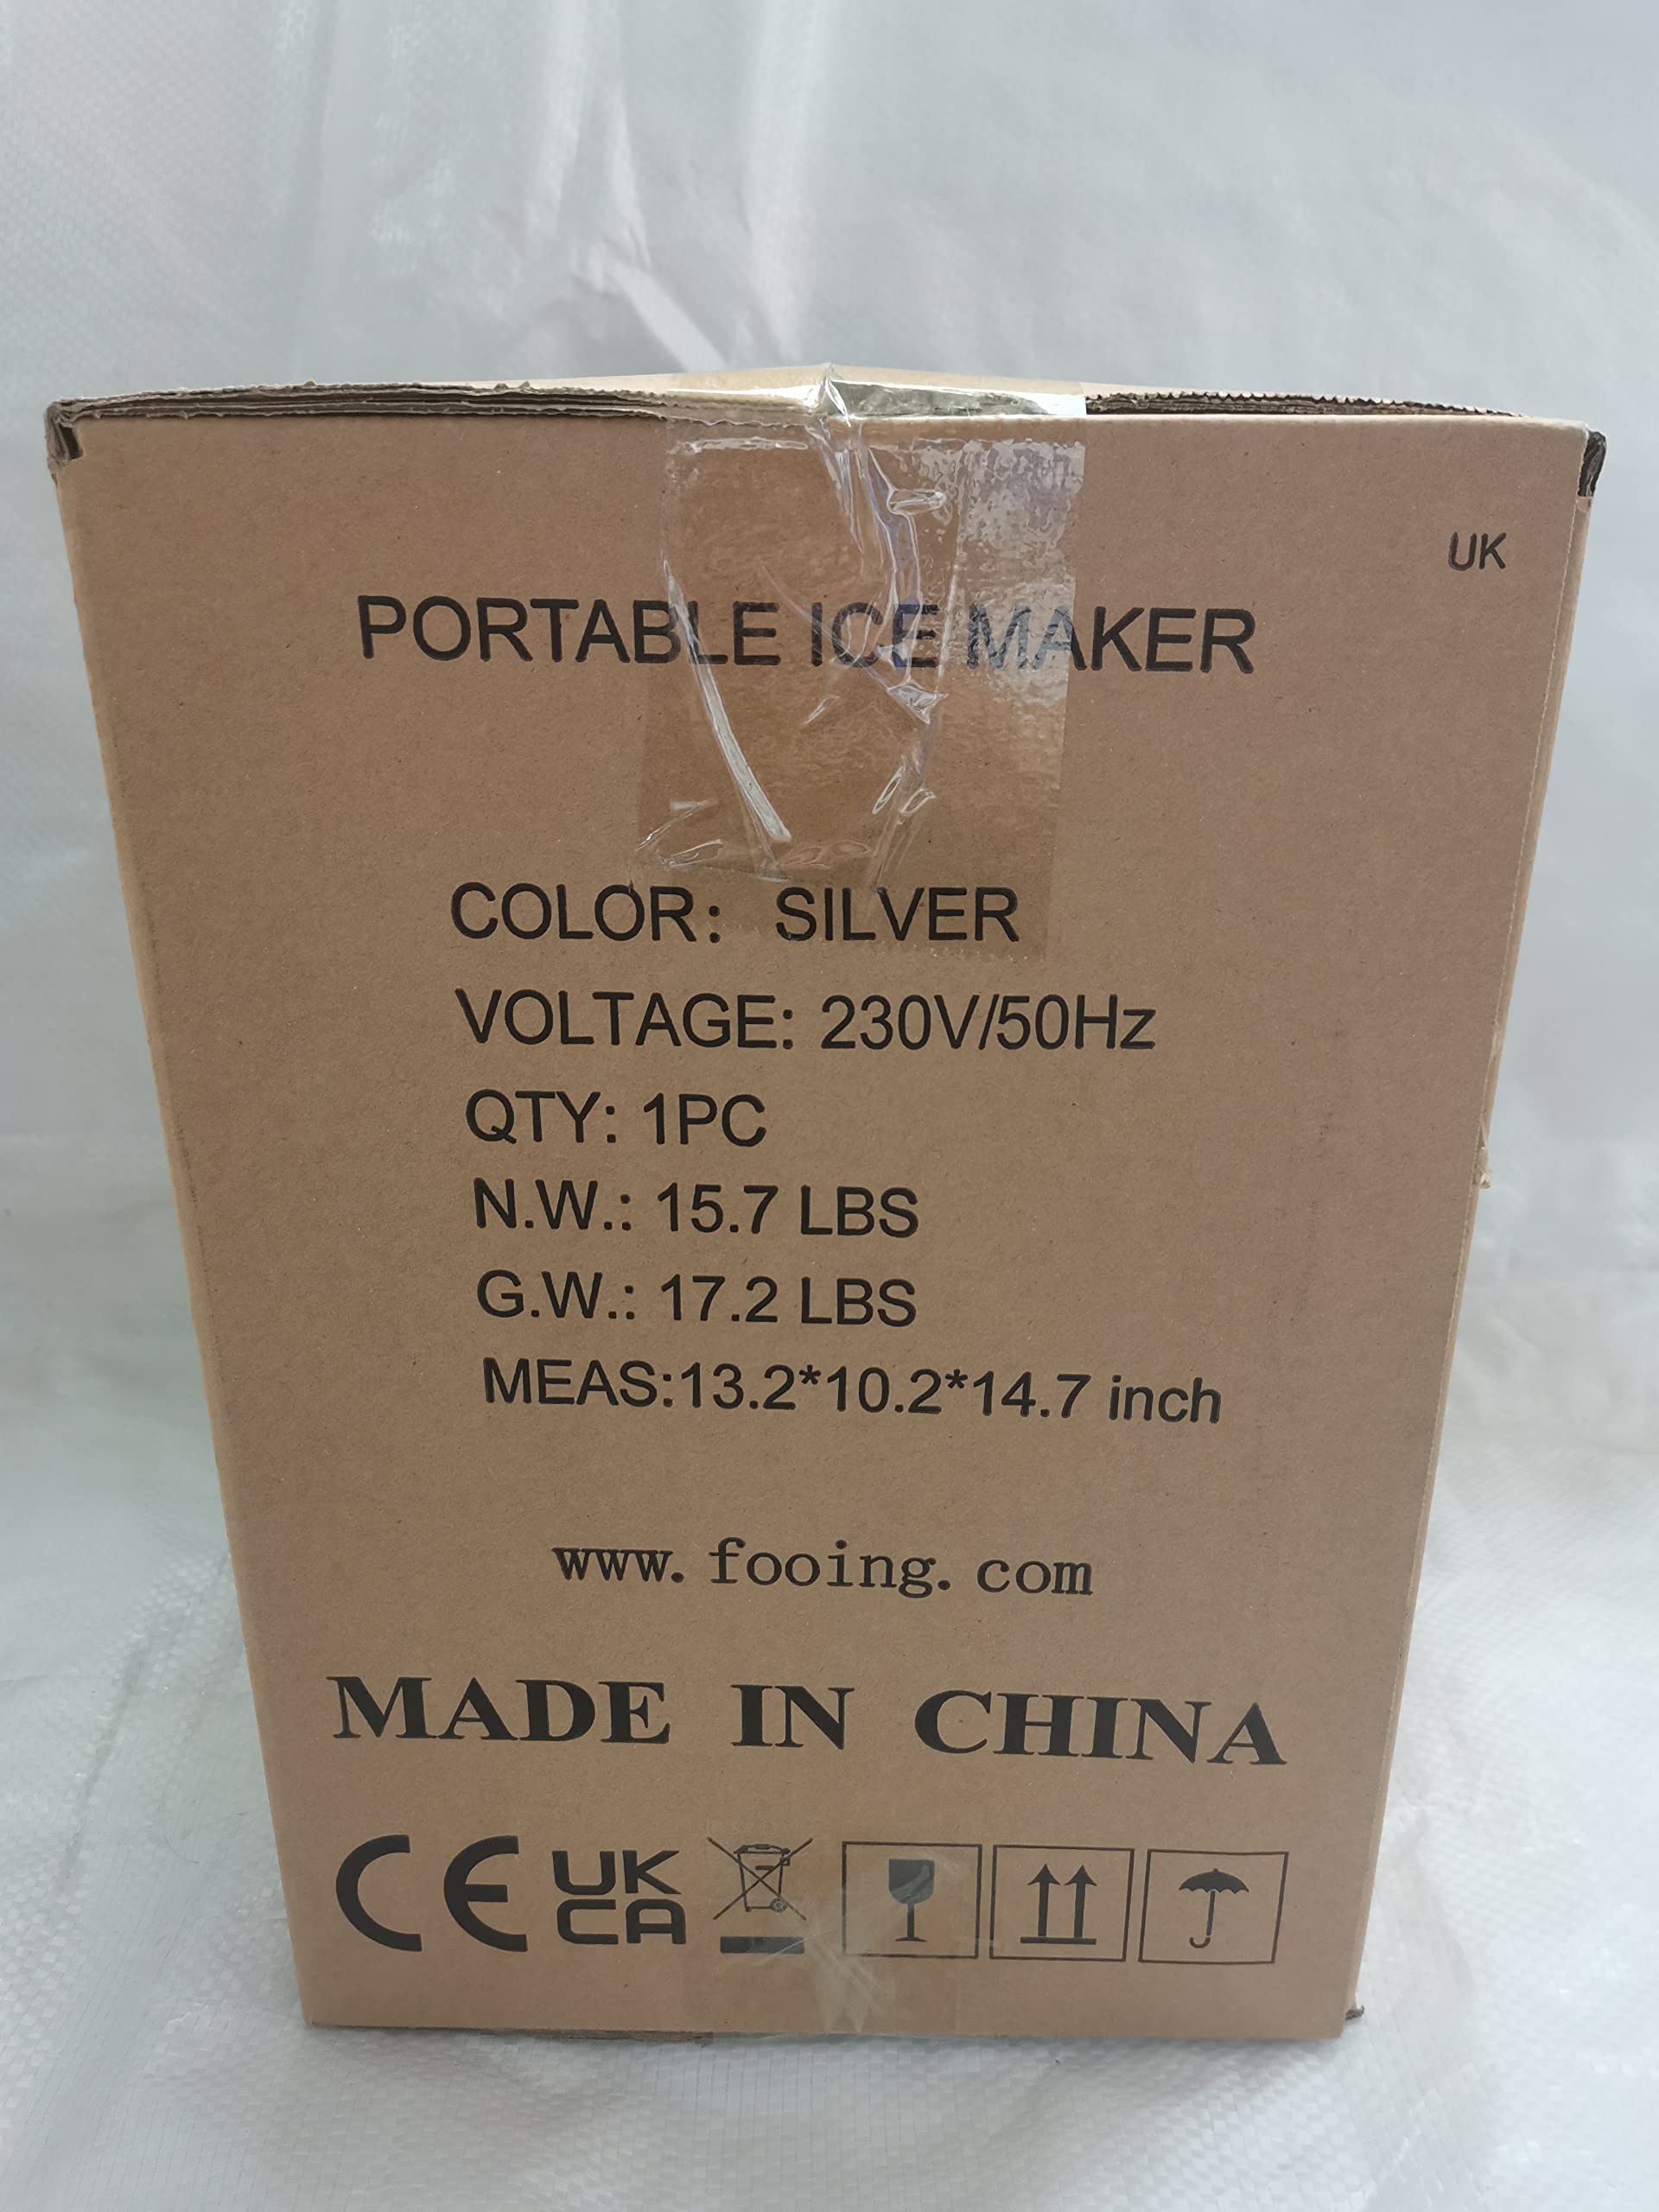 UK
PORTABLE ICE MAKER
COLOR: SILVER
VOLTAGE: 230V/50Hz
QTY: 1PC
N.W.: 15.7 LBS
G.W.: 17.2 LBS
MEAS:13.2*10.2*14.7 inch
www.fooing.com
MADE IN CHINA
CE UK
CA